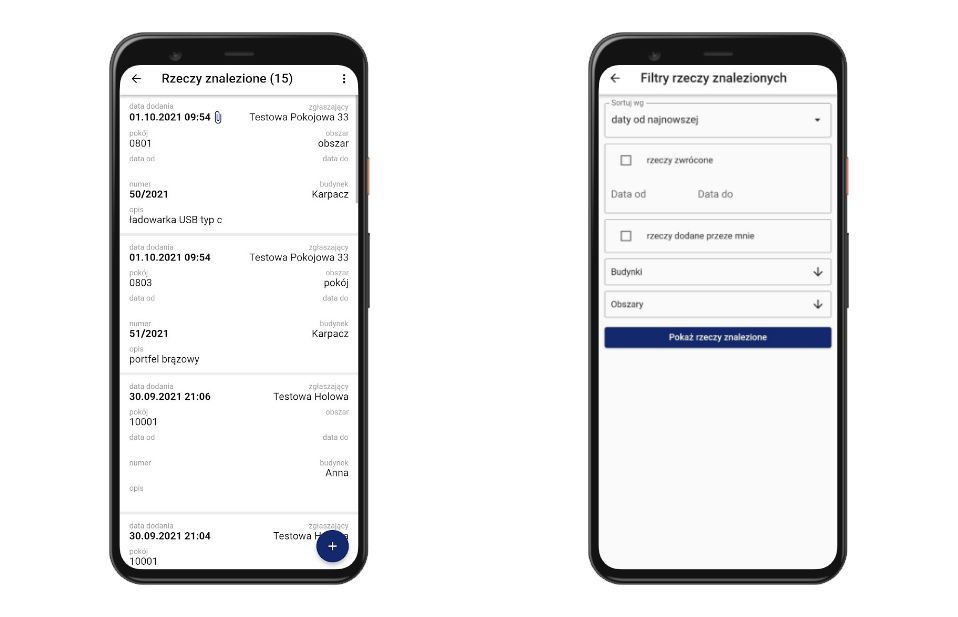 Rzeczy znalezione (15)
data dodania zgłaszający
01.10.2021 09:54 Testowa Pokojowa 33
pokój obszar
0801 obszar
data od data do
numer budynek
50/2021 Karpacz
opis
ładowarka USB typ c
data dodania zgłaszający
01.10.2021 09:54 Testowa Pokojowa 33
pokój obszar
0803 pokój
data od data do
numer budynek
51/2021 Karpacz
opis
portfel brązowy
data dodania zgłaszający
30.09.2021 21:06 Testowa Holowa
pokój obszar
10001
data od data do
numer budynek
Anna
opis
data dodania zgłaszający
30.09.2021 21:04 Testowa
pokój
10001
Filtry rzeczy znalezionych
Sortuj wg
daty od najnowszej
rzeczy zwrócone
Data od Data do
rzeczy dodane przeze mnie
Budynki
Obszary
Pokaż rzeczy znalezione